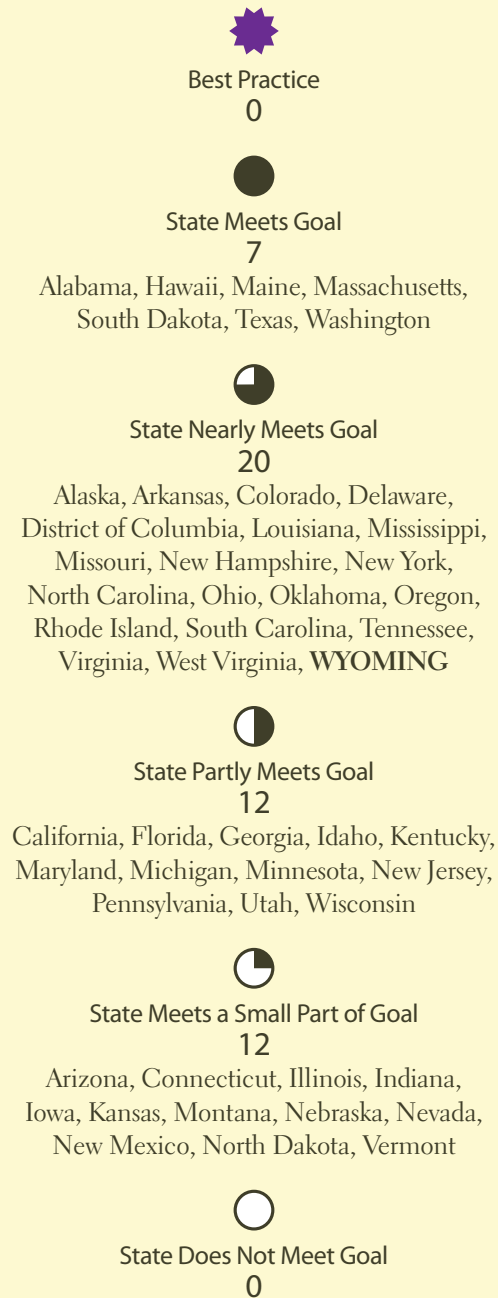 Best Practice
0
State Meets Goal
7
Alabama, Hawaii, Maine, Massachusetts,
South Dakota, Texas, Washington
State Nearly Meets Goal
20
Alaska, Arkansas, Colorado, Delaware,
District of Columbia, Louisiana, Mississippi,
Missouri, New Hampshire, New York,
North Carolina, Ohio, Oklahoma, Oregon,
Rhode Island, South Carolina, Tennessee,
Virginia, West Virginia, WYOMING
State Partly Meets Goal
12
California, Florida, Georgia, Idaho, Kentucky,
Maryland, Michigan, Minnesota, New Jersey,
Pennsylvania, Utah, Wisconsin
State Meets a Small Part of Goal
12
Arizona, Connecticut, Illinois, Indiana,
Iowa, Kansas, Montana, Nebraska, Nevada,
New Mexico, North Dakota, Vermont
State Does Not Meet Goal
0